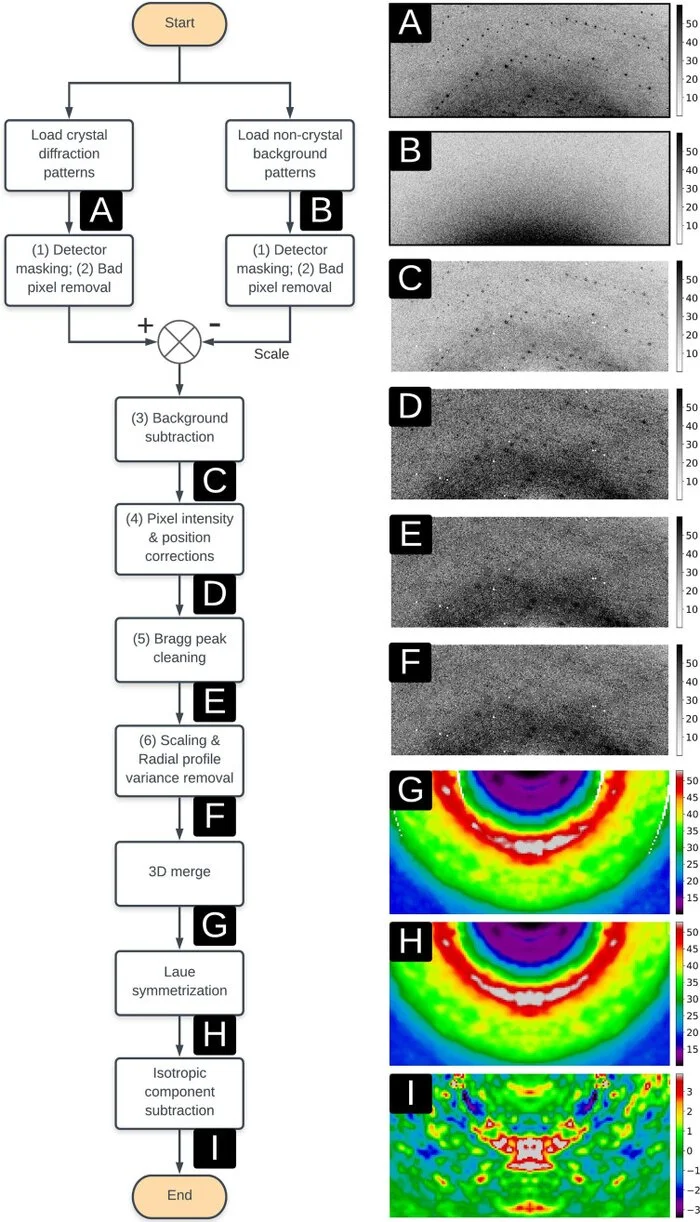 Start
Load crystal
diffraction
patterns
Load non-crystal
background
patterns
A
B
(1) Detector
masking; (2) Bad
pixel removal
(1) Detector
masking; (2) Bad
pixel removal
+
-
Scale
(3) Background
subtraction
C
(4) Pixel intensity
& position
corrections
D
(5) Bragg peak
cleaning
E
(6) Scaling &
Radial profile
variance removal
F
3D merge
G
Laue
symmetrization
H
Isotropic
component
subtraction
I
End
A
50
40
30
20
10
B
50
40
30
20
10
C
50
40
30
20
10
D
50
40
30
20
10
E
50
40
30
20
10
F
50
40
30
20
10
G
50
45
40
35
30
25
20
15
H
50
45
40
35
30
25
20
15
I
3
2
1
0
−1
−2
−3